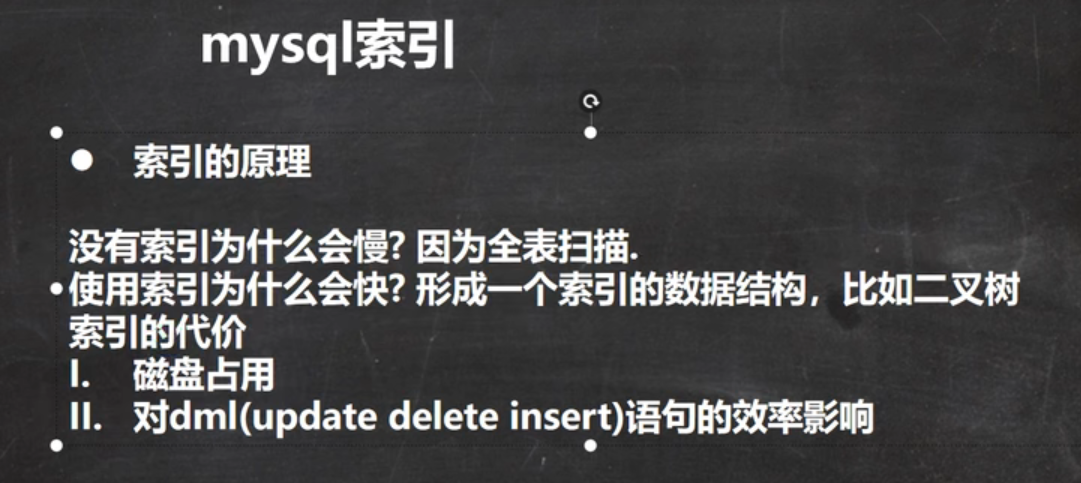 mysql索引
● 索引的原理
没有索引为什么会慢? 因为全表扫描.
使用索引为什么会快? 形成一个索引的数据结构，比如二叉树
索引的代价
I. 磁盘占用
II. 对dml(update delete insert)语句的效率影响